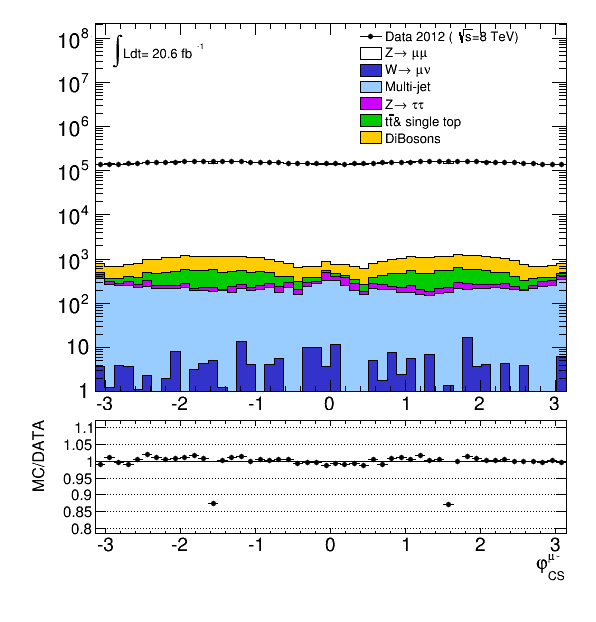 10⁸
10⁷
10⁶
10⁵
10⁴
10³
10²
10
1
∫ Ldt= 20.6 fb⁻¹
Data 2012 ( √s=8 TeV)
Z→ μμ
W→ μν
Multi-jet
Z→ ττ
tt̄& single top
DiBosons
-3 -2 -1 0 1 2 3
MC/DATA
1.1
1.05
1
0.95
0.9
0.85
0.8
-3 -2 -1 0 1 2 3
φ_CS^μ-